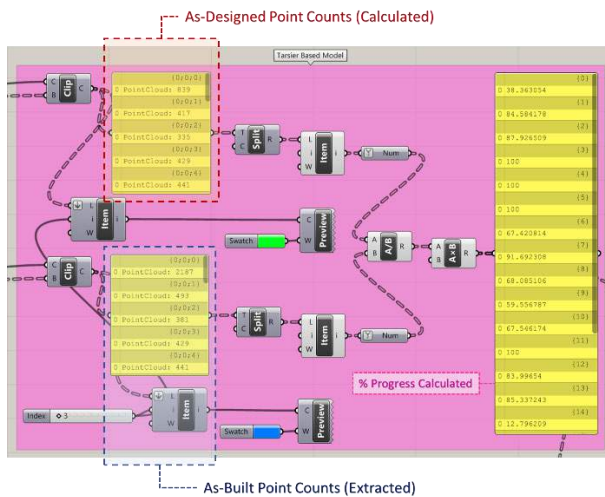 As-Designed Point Counts (Calculated)
Tarsier Based Model
C
B
Clip
C
{0;0;0}
0 PointCloud: 839
{0;0;1}
0 PointCloud: 417
{0;0;2}
0 PointCloud: 335
{0;0;3}
0 PointCloud: 429
{0;0;4}
0 PointCloud: 441
T
C
Split
R
L
i
W
Item
i
Num
L
i
W
Item
i
Swatch
C
W
Preview
A
B
A/B
R
A
B
A×B
R
C
B
Clip
C
{0;0;0}
0 PointCloud: 2187
{0;0;1}
0 PointCloud: 493
{0;0;2}
0 PointCloud: 381
{0;0;3}
0 PointCloud: 429
{0;0;4}
0 PointCloud: 441
T
C
Split
R
L
i
W
Item
i
Num
Index
3
L
i
W
Item
i
Swatch
C
W
Preview
{0}
0 38.363054
{1}
0 84.584178
{2}
0 87.926509
{3}
0 100
{4}
0 100
{5}
0 100
{6}
0 67.420814
{7}
0 91.692308
{8}
0 68.085106
{9}
0 59.556787
{10}
0 67.546174
{11}
0 100
{12}
0 83.99654
{13}
0 85.337243
{14}
0 12.796209
% Progress Calculated
As-Built Point Counts (Extracted)